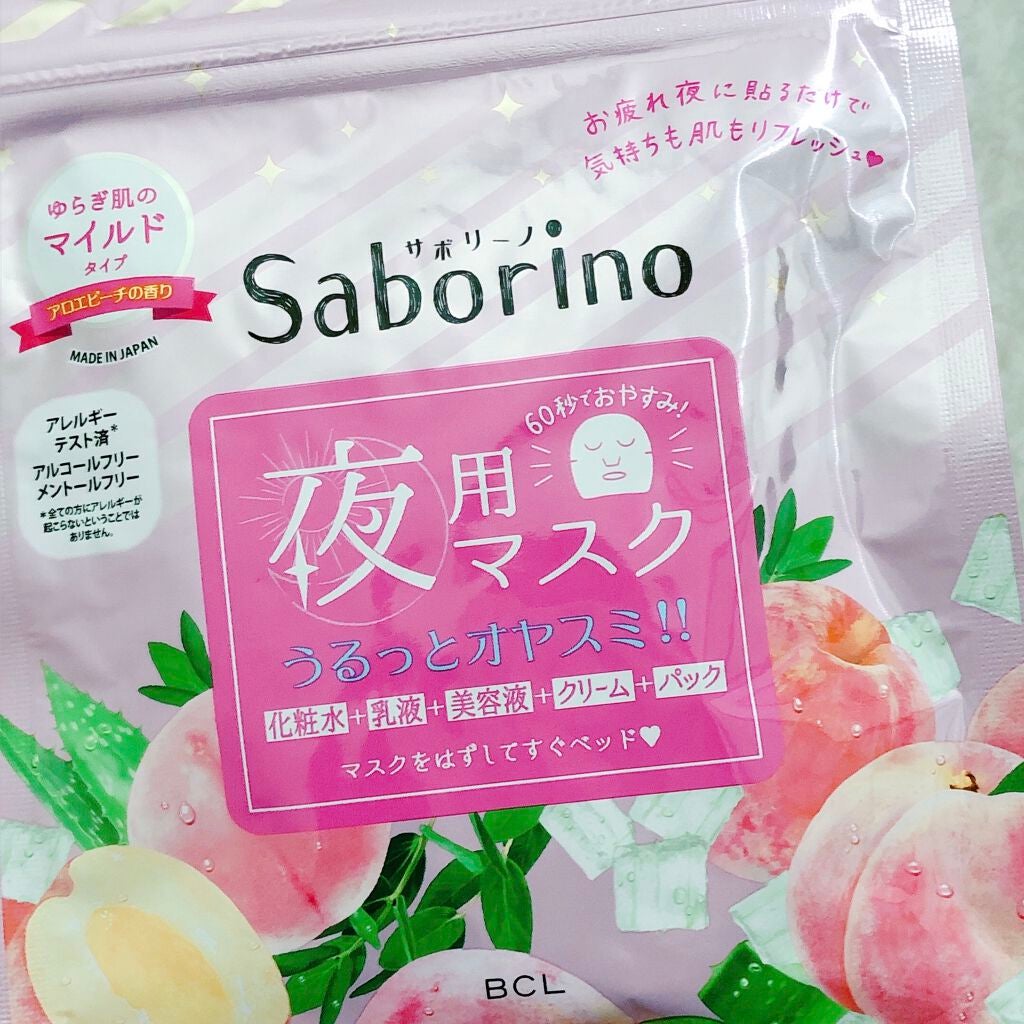 お疲れ夜に貼るだけで
気持ちも肌もリフレッシュ♥
ゆらぎ肌の
マイルド
タイプ
アロエピーチの香り
MADE IN JAPAN
サボリーノ
Saborino
アレルギー
テスト済*
アルコールフリー
メントールフリー
*全ての方にアレルギーが
起こらないということでは
ありません。
60秒でおやすみ!
夜用マスク
うるっとオヤスミ!!
化粧水+乳液+美容液+クリーム+パック
マスクをはずしてすぐベッド♥
BCL